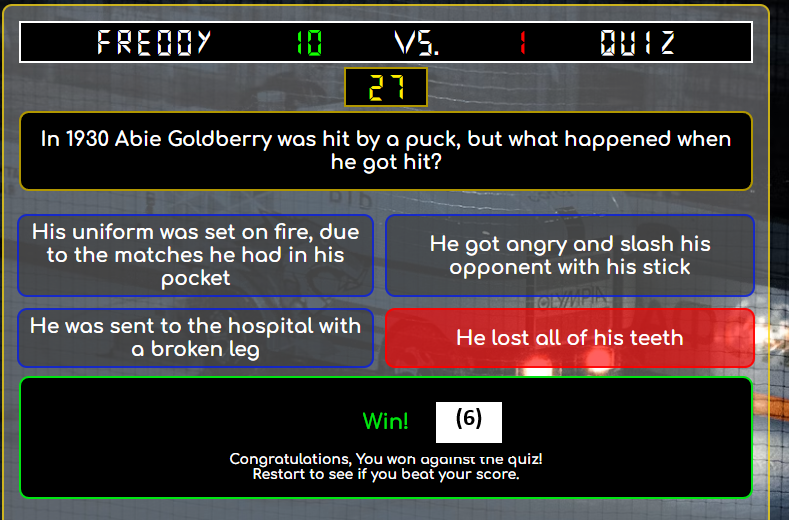 FREDDY 10 VS. 1 QUIZ
27
In 1930 Abie Goldberry was hit by a puck, but what happened when
he got hit?
His uniform was set on fire, due
to the matches he had in his
pocket
He got angry and slash his
opponent with his stick
OLYMPIA
He was sent to the hospital with
a broken leg
He lost all of his teeth
Win! (6)
Congratulations, You won against the quiz!
Restart to see if you beat your score.